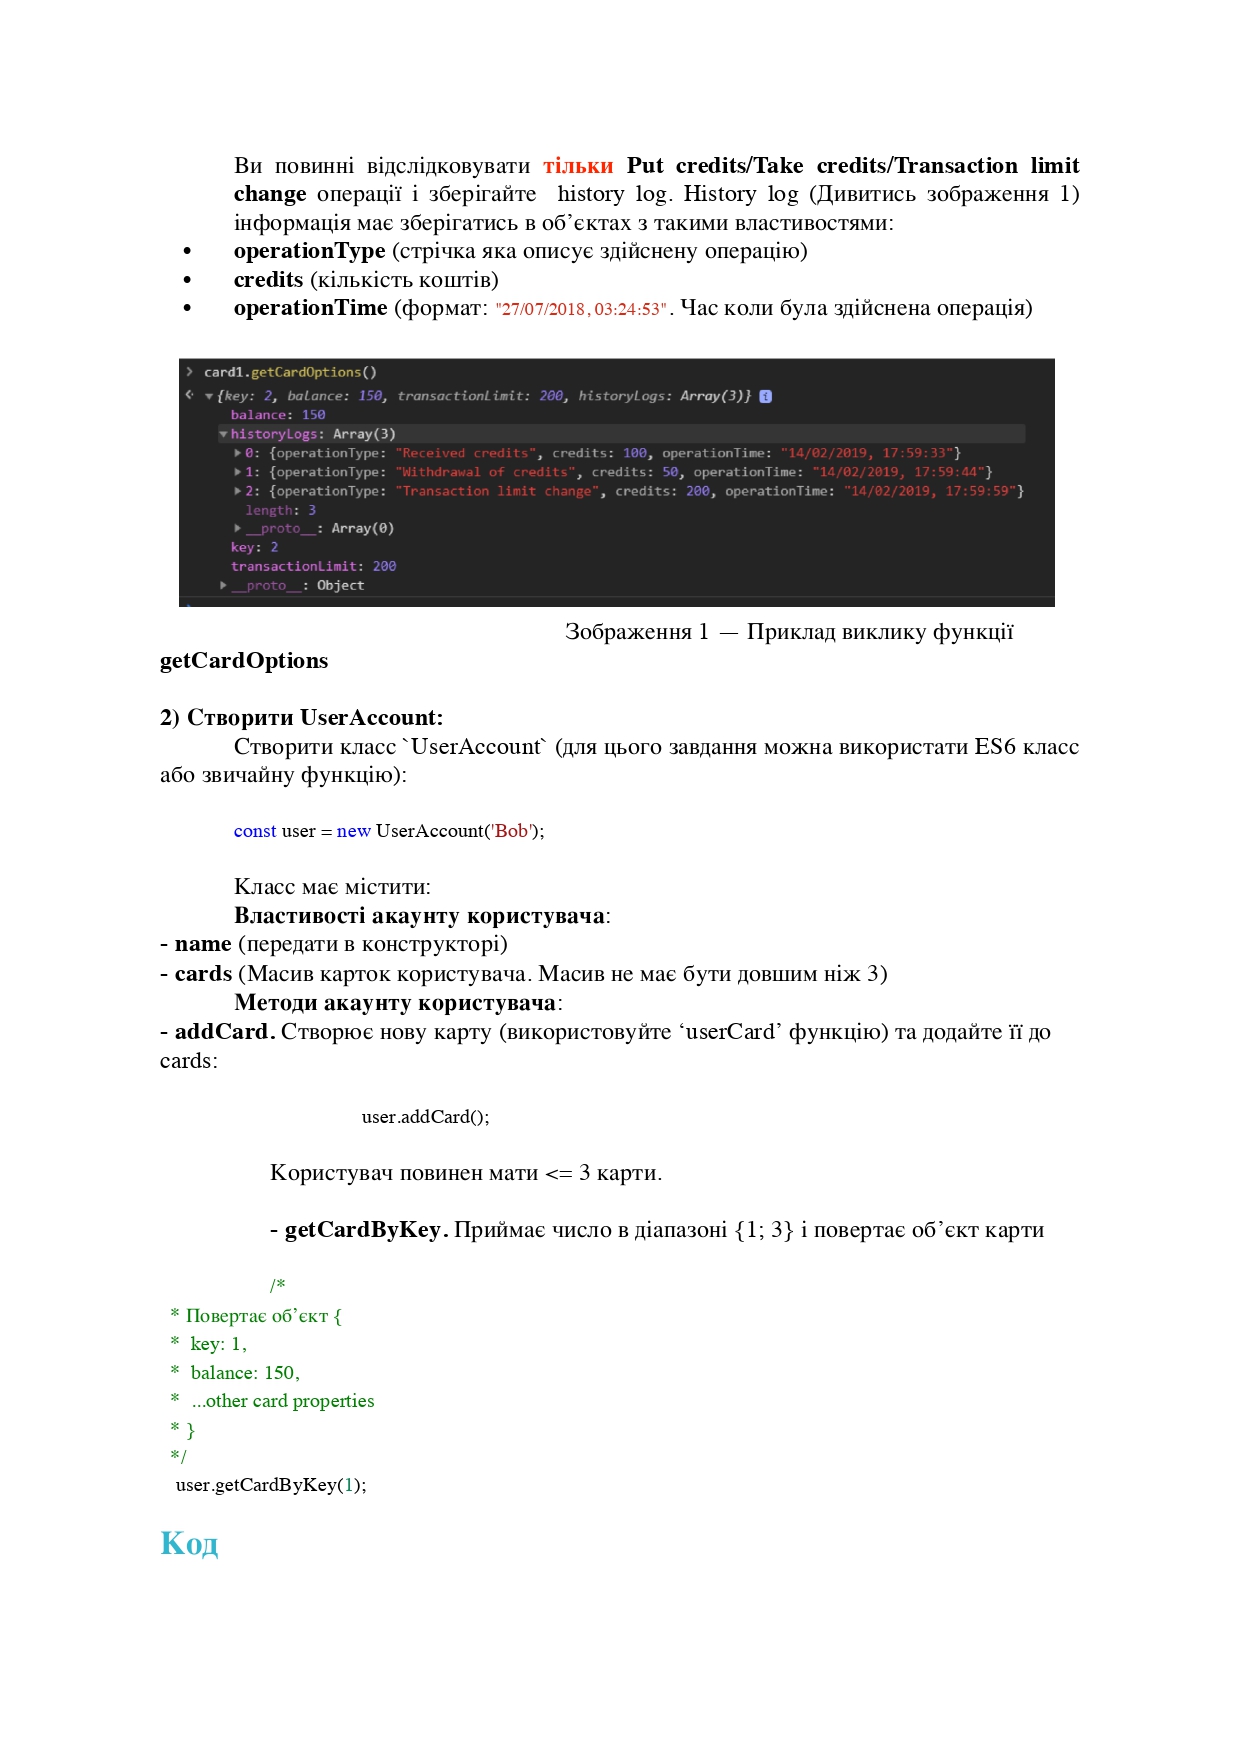 Ви повинні відслідковувати тільки Put credits/Take credits/Transaction limit
change операції і зберігайте history log. History log (Дивитись зображення 1)
інформація має зберігатись в об’єктах з такими властивостями:
• operationType (стрічка яка описує здійснену операцію)
• credits (кількість коштів)
• operationTime (формат: "27/07/2018, 03:24:53". Час коли була здійснена операція)
card1.getCardOptions()
{key: 2, balance: 150, transactionLimit: 200, historyLogs: Array(3)} i
balance: 150
historyLogs: Array(3)
0: {operationType: "Received credits", credits: 100, operationTime: "14/02/2019, 17:59:33"}
1: {operationType: "Withdrawal of credits", credits: 50, operationTime: "14/02/2019, 17:59:44"}
2: {operationType: "Transaction limit change", credits: 200, operationTime: "14/02/2019, 17:59:59"}
length: 3
__proto__: Array(0)
key: 2
transactionLimit: 200
__proto__: Object
Зображення 1 — Приклад виклику функції
getCardOptions
2) Створити UserAccount:
Створити класс `UserAccount` (для цього завдання можна використати ES6 класс
або звичайну функцію):
const user = new UserAccount('Bob');
Класс має містити:
Властивості акаунту користувача:
- name (передати в конструкторі)
- cards (Масив карток користувача. Масив не має бути довшим ніж 3)
Методи акаунту користувача:
- addCard. Створює нову карту (використовуйте ‘userCard’ функцію) та додайте її до
cards:
user.addCard();
Користувач повинен мати <= 3 карти.
- getCardByKey. Приймає число в діапазоні {1; 3} і повертає об’єкт карти
/*
* Повертає об’єкт {
* key: 1,
* balance: 150,
* ...other card properties
* }
*/
user.getCardByKey(1);
Код